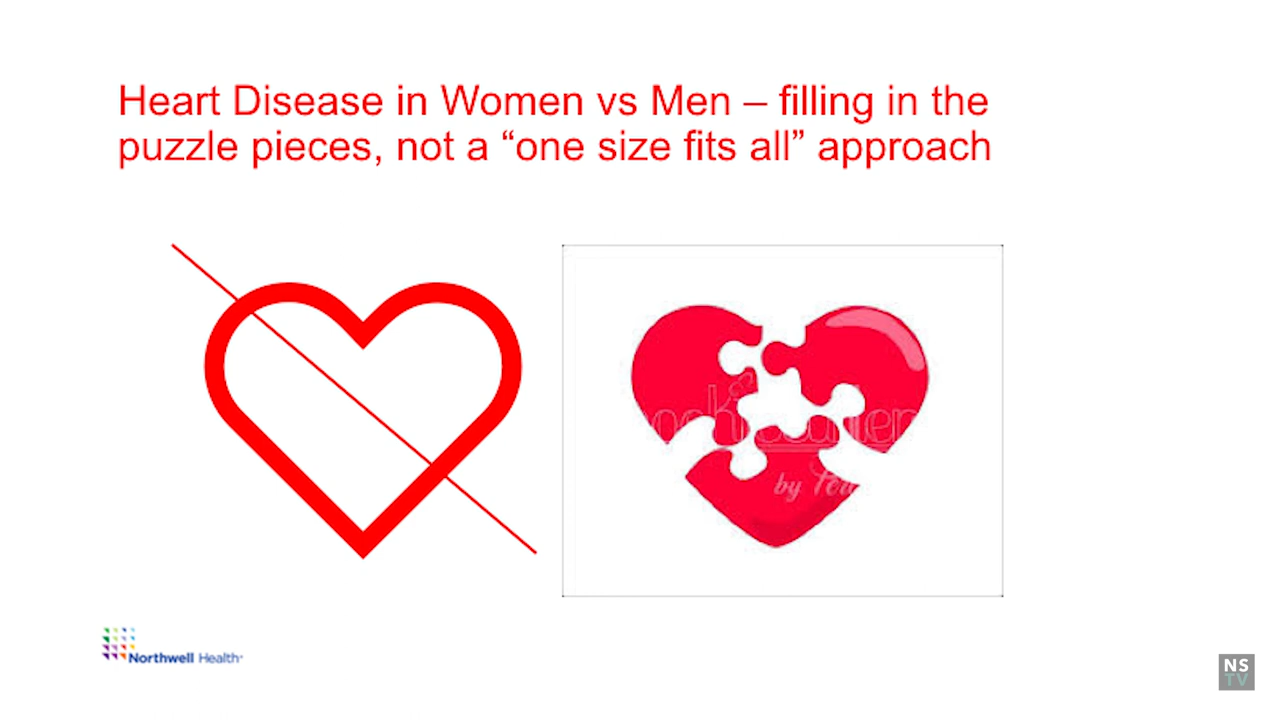 Heart Disease in Women vs Men – filling in the
puzzle pieces, not a “one size fits all” approach
by
Northwell Health
NS
TV